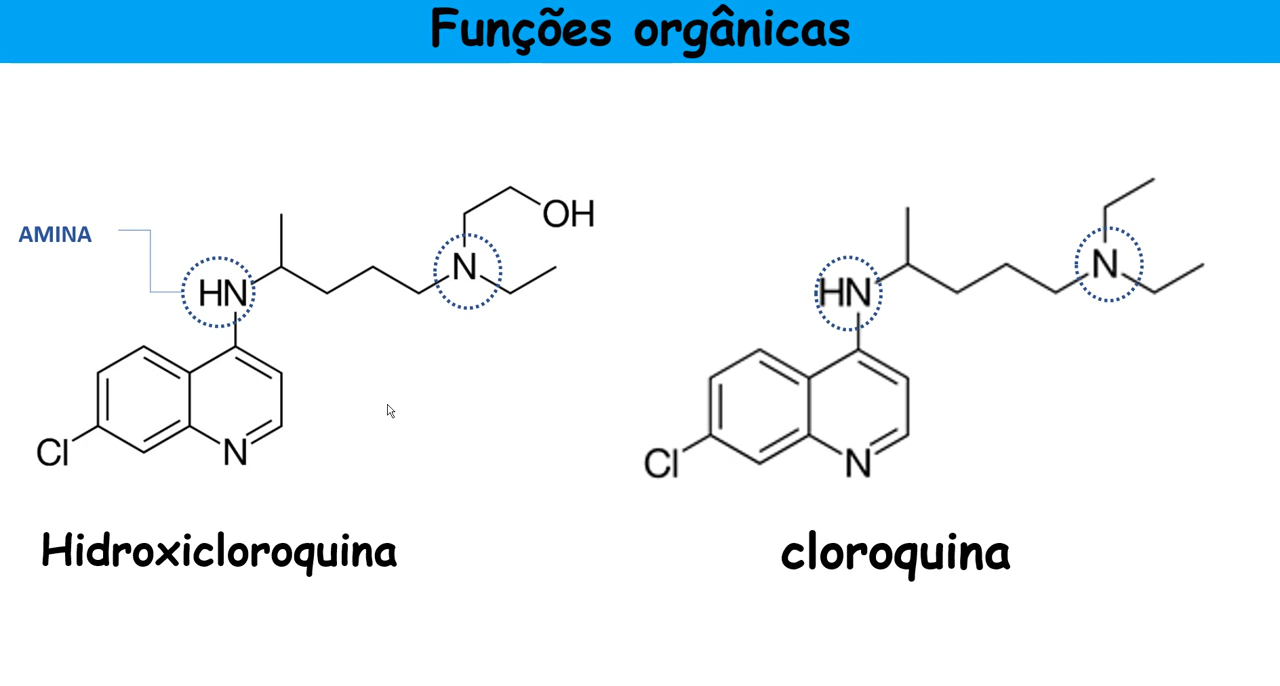 Funções orgânicas
AMINA
HN
N
OH
Cl
N
HN
N
Cl
N
Hidroxicloroquina
cloroquina